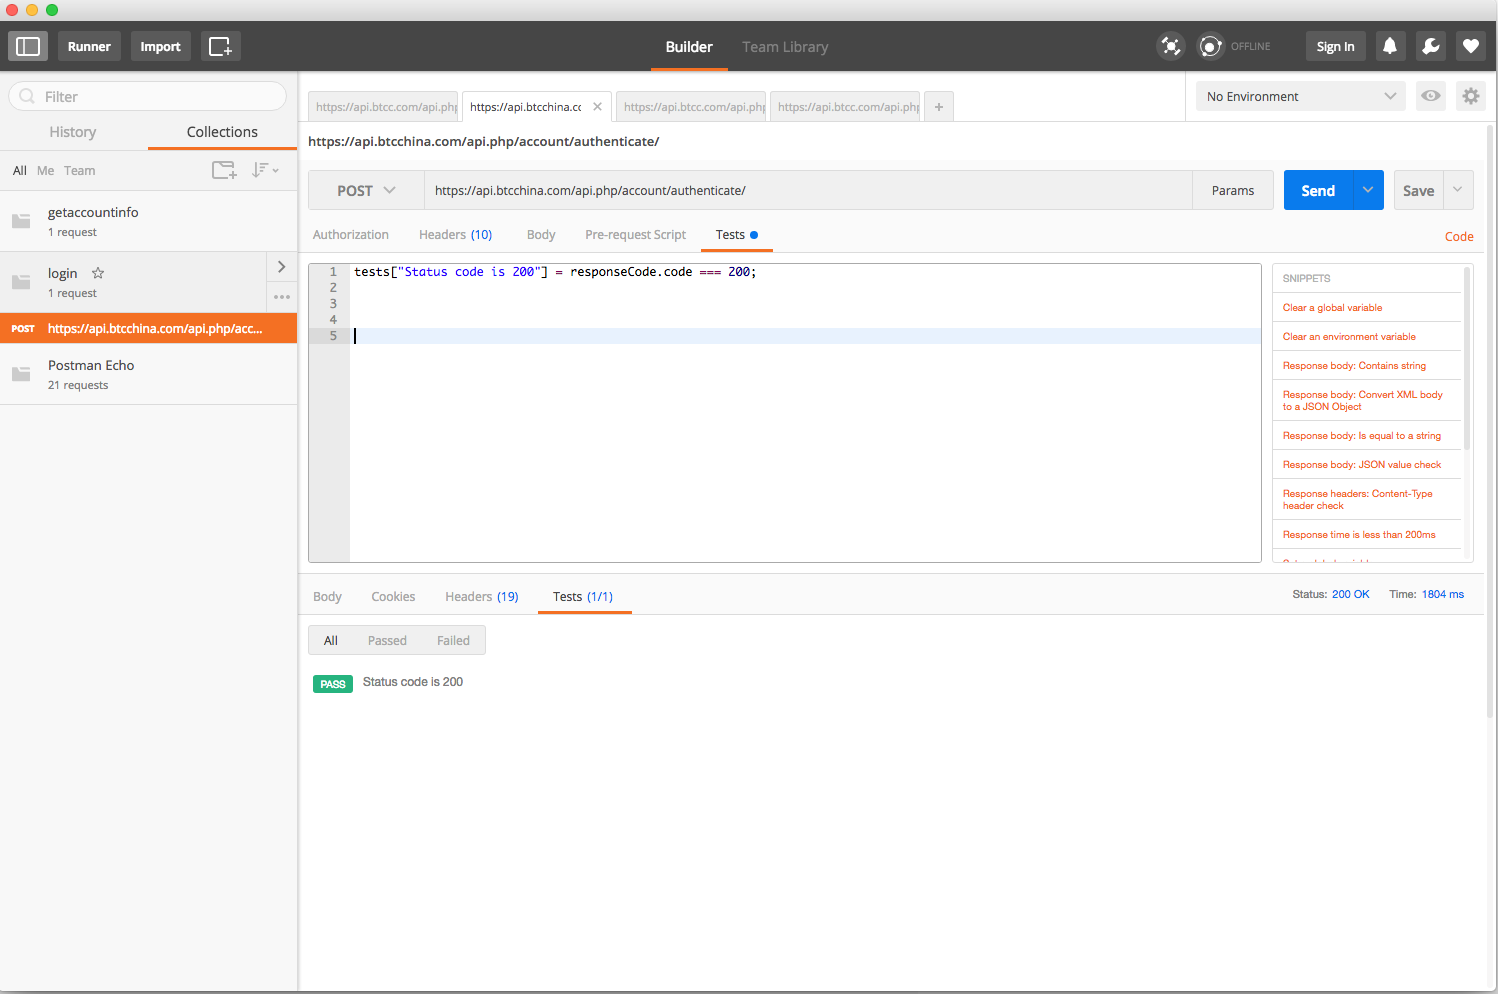 Runner
Import
Builder
Team Library
OFFLINE
Sign In
Filter
History
Collections
All Me Team
getaccountinfo
1 request
login
1 request
POST https://api.btcchina.com/api.php/acc...
Postman Echo
21 requests
https://api.btcc.com/api.php
https://api.btcchina.cc
https://api.btcc.com/api.php
https://api.btcc.com/api.php
+
No Environment
https://api.btcchina.com/api.php/account/authenticate/
POST
https://api.btcchina.com/api.php/account/authenticate/
Params
Send
Save
Authorization
Headers (10)
Body
Pre-request Script
Tests
Code
1 tests["Status code is 200"] = responseCode.code === 200;
2
3
4
5
SNIPPETS
Clear a global variable
Clear an environment variable
Response body: Contains string
Response body: Convert XML body
to a JSON Object
Response body: Is equal to a string
Response body: JSON value check
Response headers: Content-Type
header check
Response time is less than 200ms
Body
Cookies
Headers (19)
Tests (1/1)
Status: 200 OK
Time: 1804 ms
All
Passed
Failed
PASS Status code is 200